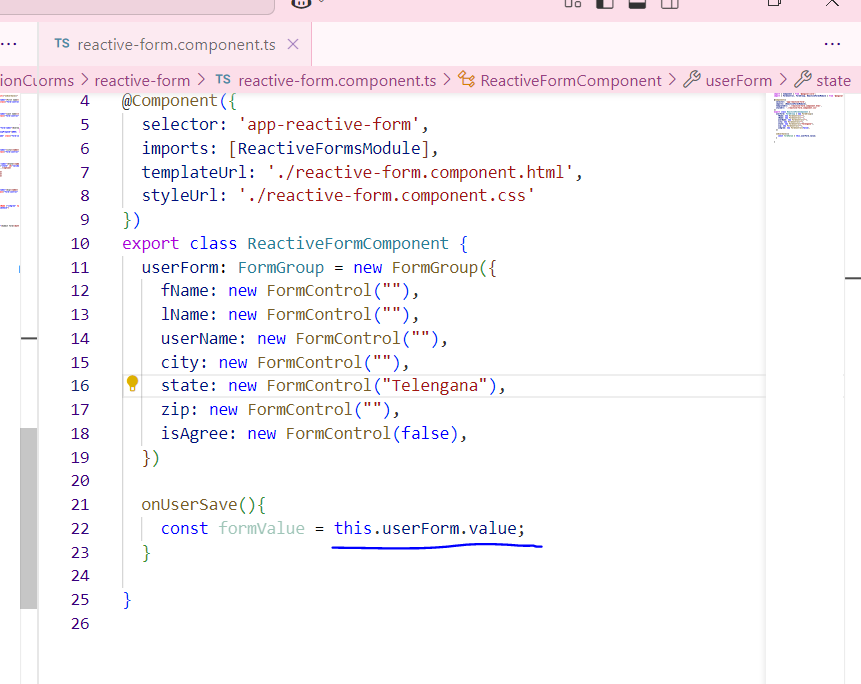 TS reactive-form.component.ts ×
ionCuorms > reactive-form > TS reactive-form.component.ts > ReactiveFormComponent > userForm > state
4 @Component({
5 selector: 'app-reactive-form',
6 imports: [ReactiveFormsModule],
7 templateUrl: './reactive-form.component.html',
8 styleUrl: './reactive-form.component.css'
9 })
10 export class ReactiveFormComponent {
11 userForm: FormGroup = new FormGroup({
12 fName: new FormControl(""),
13 lName: new FormControl(""),
14 userName: new FormControl(""),
15 city: new FormControl(""),
16 state: new FormControl("Telengana"),
17 zip: new FormControl(""),
18 isAgree: new FormControl(false),
19 })
20
21 onUserSave(){
22 const formValue = this.userForm.value;
23 }
24
25 }
26